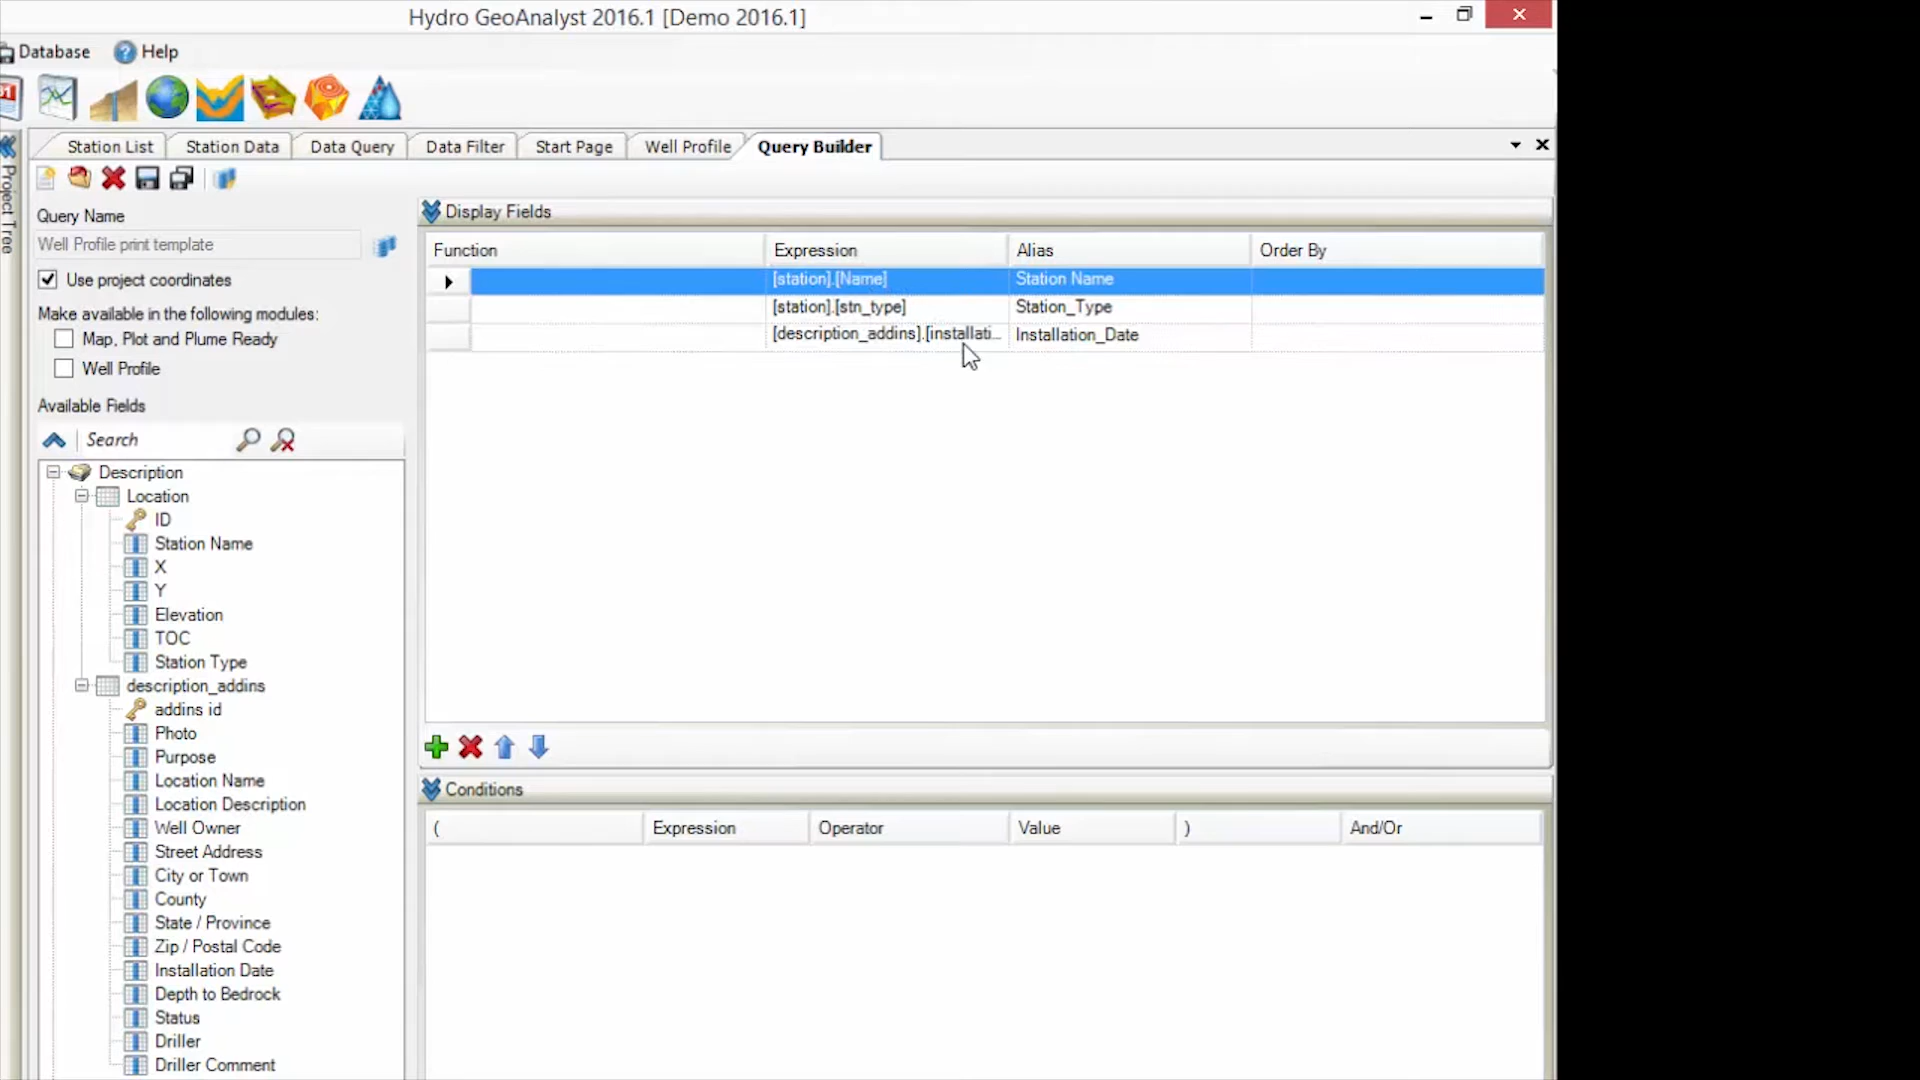 Hydro GeoAnalyst 2016.1 [Demo 2016.1]
Database Help
Station List Station Data Data Query Data Filter Start Page Well Profile Query Builder
Project Tree
Query Name
Well Profile print template
Use project coordinates
Make available in the following modules:
Map, Plot and Plume Ready
Well Profile
Available Fields
Search
Description
Location
ID
Station Name
X
Y
Elevation
TOC
Station Type
description_addins
addins id
Photo
Purpose
Location Name
Location Description
Well Owner
Street Address
City or Town
County
State / Province
Zip / Postal Code
Installation Date
Depth to Bedrock
Status
Driller
Driller Comment
Display Fields
Function Expression Alias Order By
[station].[Name] Station Name
[station].[stn_type] Station_Type
[description_addins].[installati... Installation_Date
Conditions
( Expression Operator Value ) And/Or